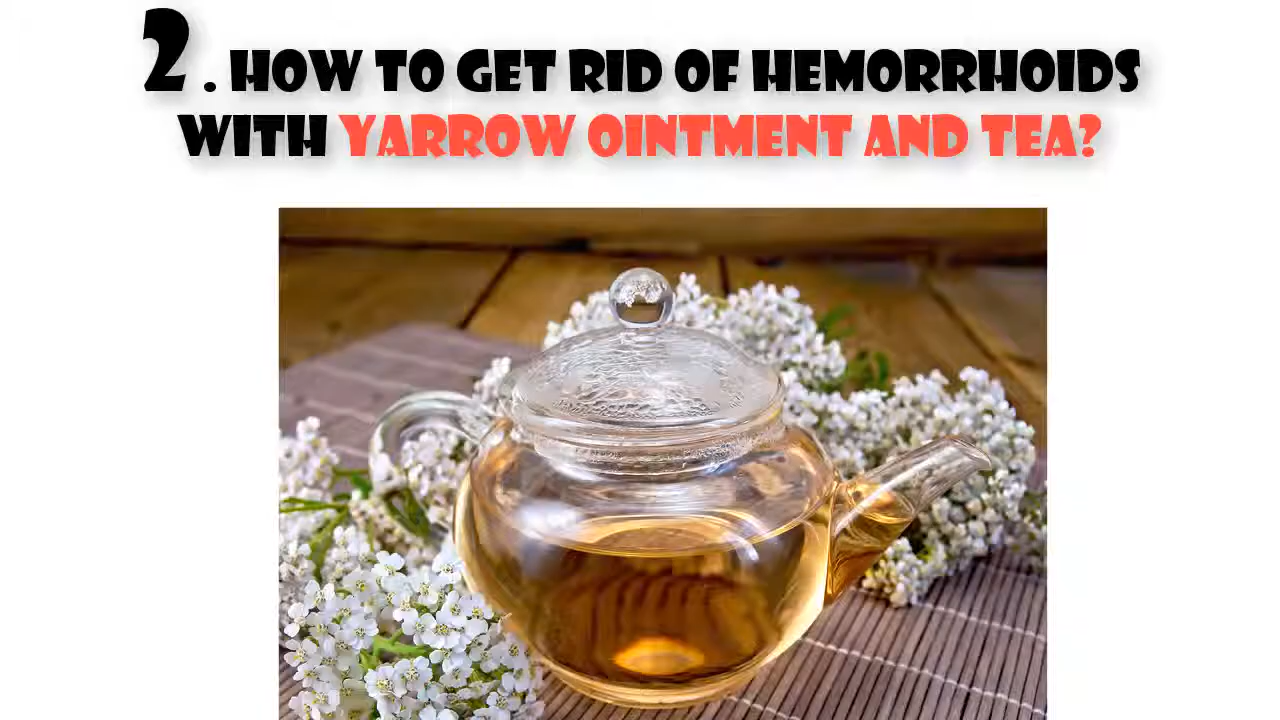 2. HOW TO GET RID OF HEMORRHOIDS
WITH YARROW OINTMENT AND TEA?